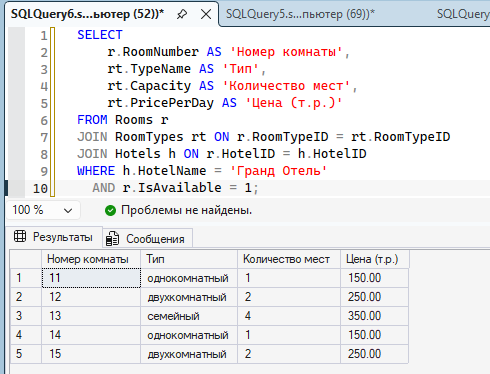 SQLQuery6.s...ьютер (52))*
SQLQuery5.s...пьютер (69))*
1 SELECT
2 r.RoomNumber AS 'Номер комнаты',
3 rt.TypeName AS 'Тип',
4 rt.Capacity AS 'Количество мест',
5 rt.PricePerDay AS 'Цена (т.р.)'
6 FROM Rooms r
7 JOIN RoomTypes rt ON r.RoomTypeID = rt.RoomTypeID
8 JOIN Hotels h ON r.HotelID = h.HotelID
9 WHERE h.HotelName = 'Гранд Отель'
10 AND r.IsAvailable = 1;
100 % Проблемы не найдены.
Результаты Сообщения
Номер комнаты Тип Количество мест Цена (т.р.)
1 11 однокомнатный 1 150.00
2 12 двухкомнатный 2 250.00
3 13 семейный 4 350.00
4 14 однокомнатный 1 150.00
5 15 двухкомнатный 2 250.00